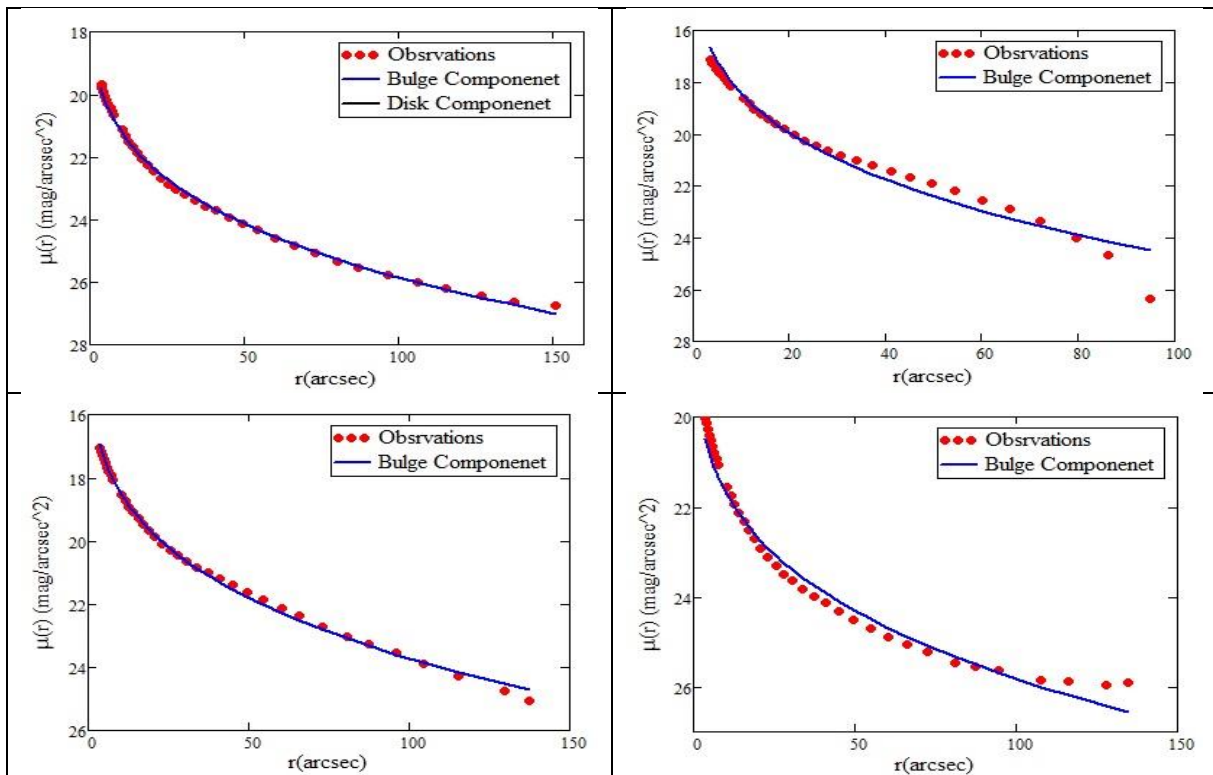 18
20
22
24
26
28
μ(r) (mag/arcsec^2)
Obsrvations
Bulge Componenet
Disk Componenet
0
50
100
150
r(arcsec)
16
18
20
22
24
26
28
μ(r) (mag/arcsec^2)
Obsrvations
Bulge Componenet
0
20
40
60
80
100
r(arcsec)
16
18
20
22
24
26
μ(r) (mag/arcsec^2)
Obsrvations
Bulge Componenet
0
50
100
150
r(arcsec)
20
22
24
26
μ(r) (mag/arcsec^2)
Obsrvations
Bulge Componenet
0
50
100
150
r(arcsec)